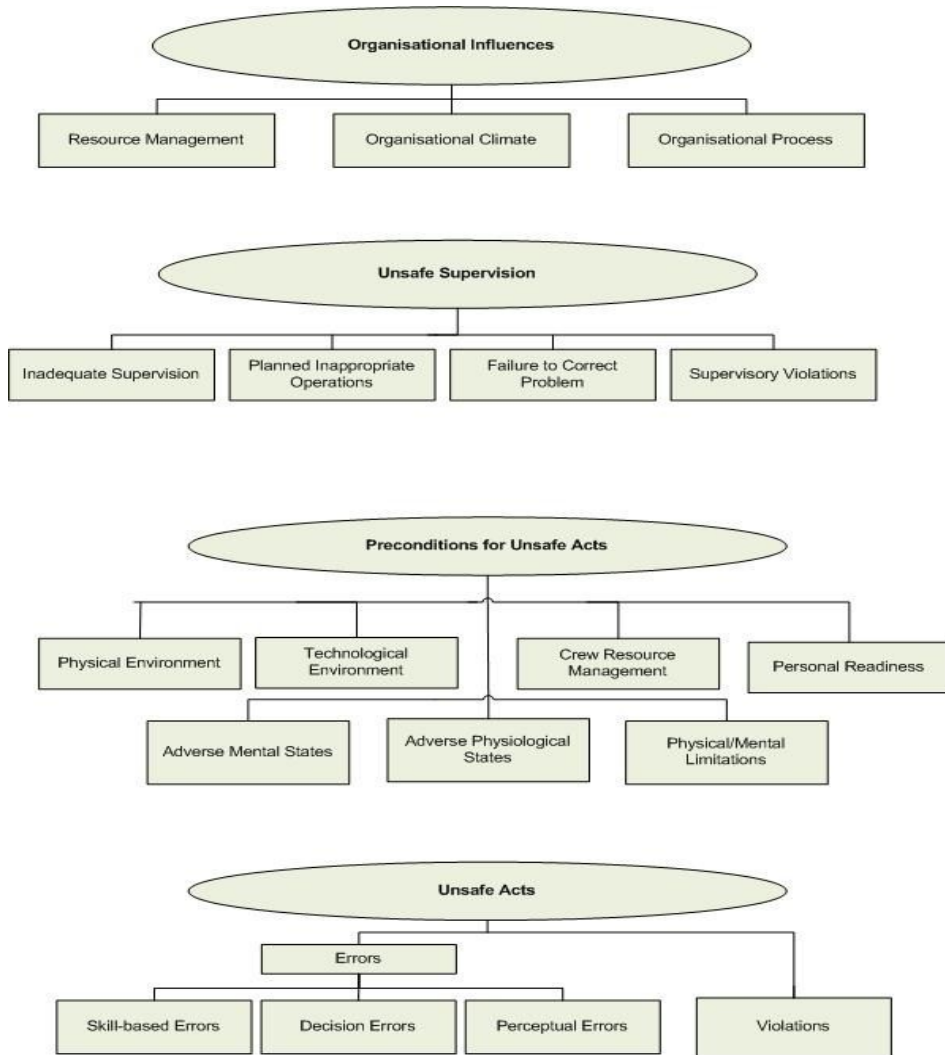 Organisational Influences
Resource Management
Organisational Climate
Organisational Process
Unsafe Supervision
Inadequate Supervision
Planned Inappropriate
Operations
Failure to Correct
Problem
Supervisory Violations
Preconditions for Unsafe Acts
Physical Environment
Technological
Environment
Crew Resource
Management
Personal Readiness
Adverse Mental States
Adverse Physiological
States
Physical/Mental
Limitations
Unsafe Acts
Errors
Skill-based Errors
Decision Errors
Perceptual Errors
Violations